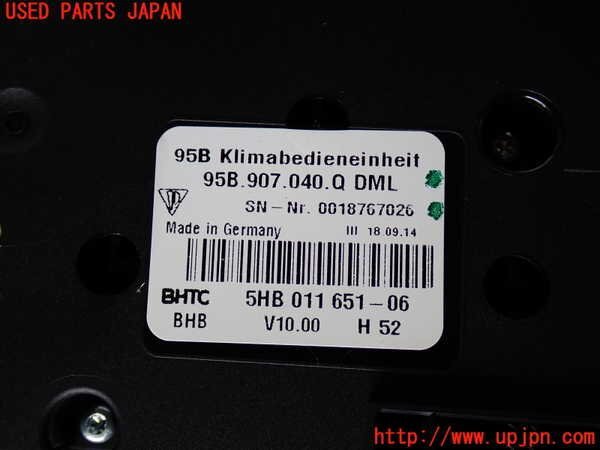 USED PARTS JAPAN
95B Klimabedieneinheit
95B.907.040.Q DML
SN-Nr. 0018767026
Made in Germany III 18.09.14
BHTC 5HB 011 651-06
BHB V10.00 H 52
http://www.upjpn.com/